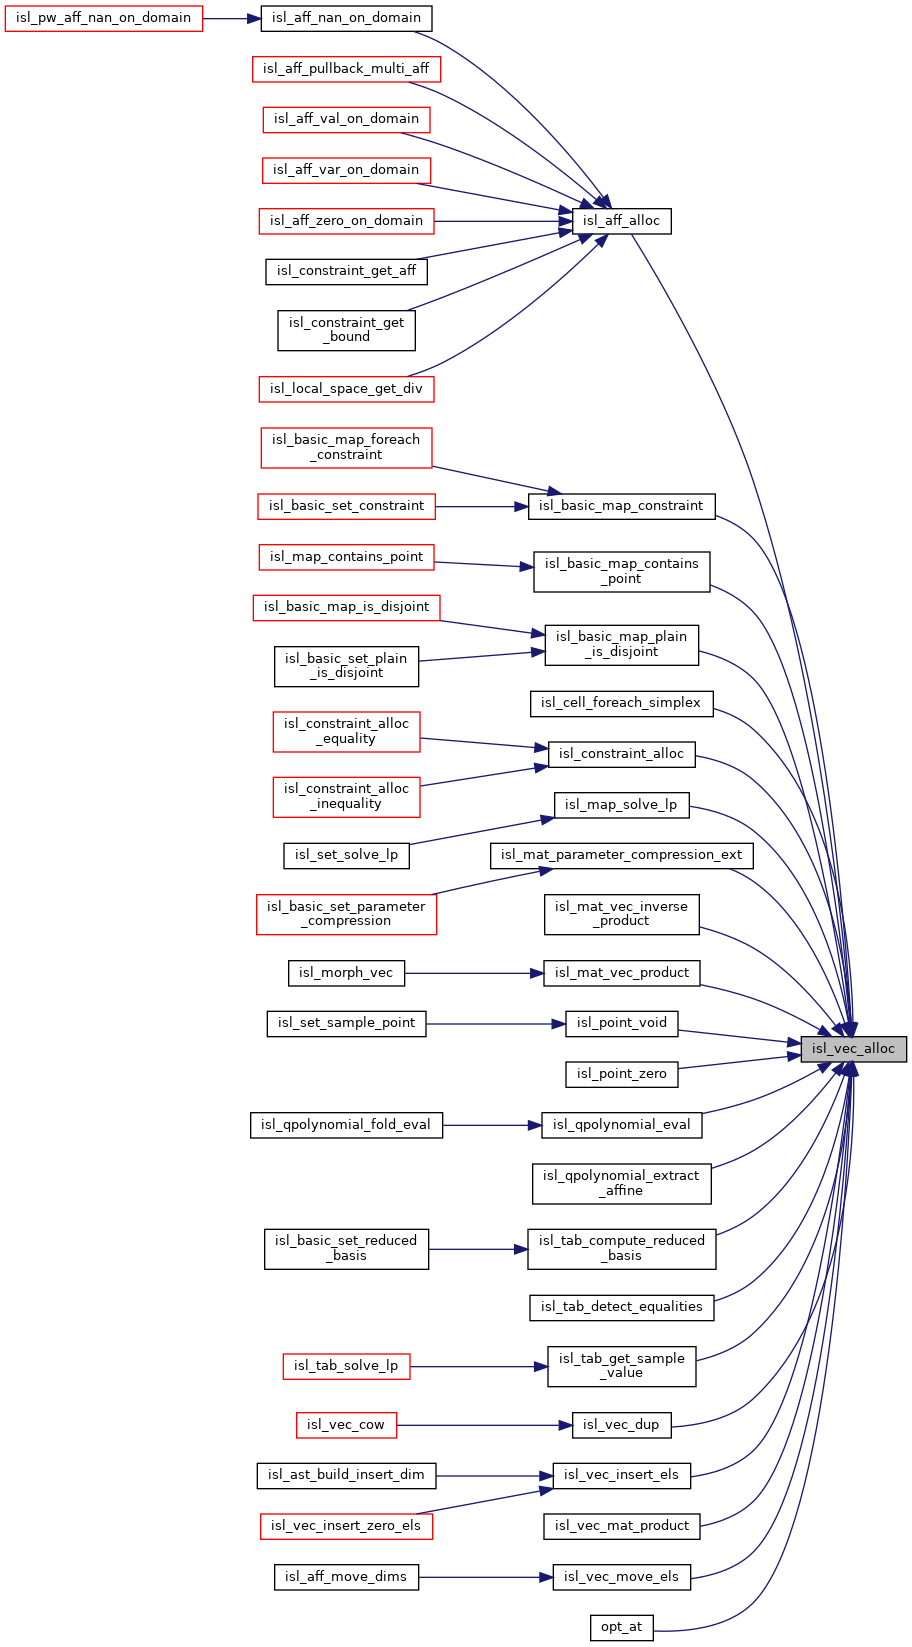 isl_pw_aff_nan_on_domain
isl_aff_nan_on_domain
isl_aff_pullback_multi_aff
isl_aff_val_on_domain
isl_aff_var_on_domain
isl_aff_zero_on_domain
isl_aff_alloc
isl_constraint_get_aff
isl_constraint_get
_bound
isl_local_space_get_div
isl_basic_map_foreach
_constraint
isl_basic_set_constraint
isl_basic_map_constraint
isl_map_contains_point
isl_basic_map_contains
_point
isl_basic_map_is_disjoint
isl_basic_map_plain
_is_disjoint
isl_basic_set_plain
_is_disjoint
isl_cell_foreach_simplex
isl_constraint_alloc
_equality
isl_constraint_alloc
isl_constraint_alloc
_inequality
isl_map_solve_lp
isl_set_solve_lp
isl_mat_parameter_compression_ext
isl_basic_set_parameter
_compression
isl_mat_vec_inverse
_product
isl_morph_vec
isl_mat_vec_product
isl_set_sample_point
isl_point_void
isl_vec_alloc
isl_point_zero
isl_qpolynomial_fold_eval
isl_qpolynomial_eval
isl_qpolynomial_extract
_affine
isl_basic_set_reduced
_basis
isl_tab_compute_reduced
_basis
isl_tab_detect_equalities
isl_tab_solve_lp
isl_tab_get_sample
_value
isl_vec_cow
isl_vec_dup
isl_ast_build_insert_dim
isl_vec_insert_els
isl_vec_insert_zero_els
isl_vec_mat_product
isl_aff_move_dims
isl_vec_move_els
opt_at